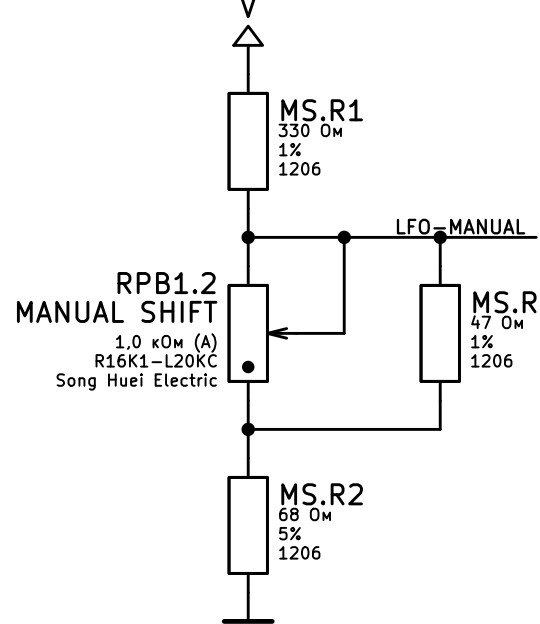 V
MS.R1
330 Ом
1%
1206
LFO-MANUAL
RPB1.2
MANUAL SHIFT
1,0 кОм (A)
R16K1-L20KC
Song Huei Electric
MS.R
47 Ом
1%
1206
MS.R2
68 Ом
5%
1206